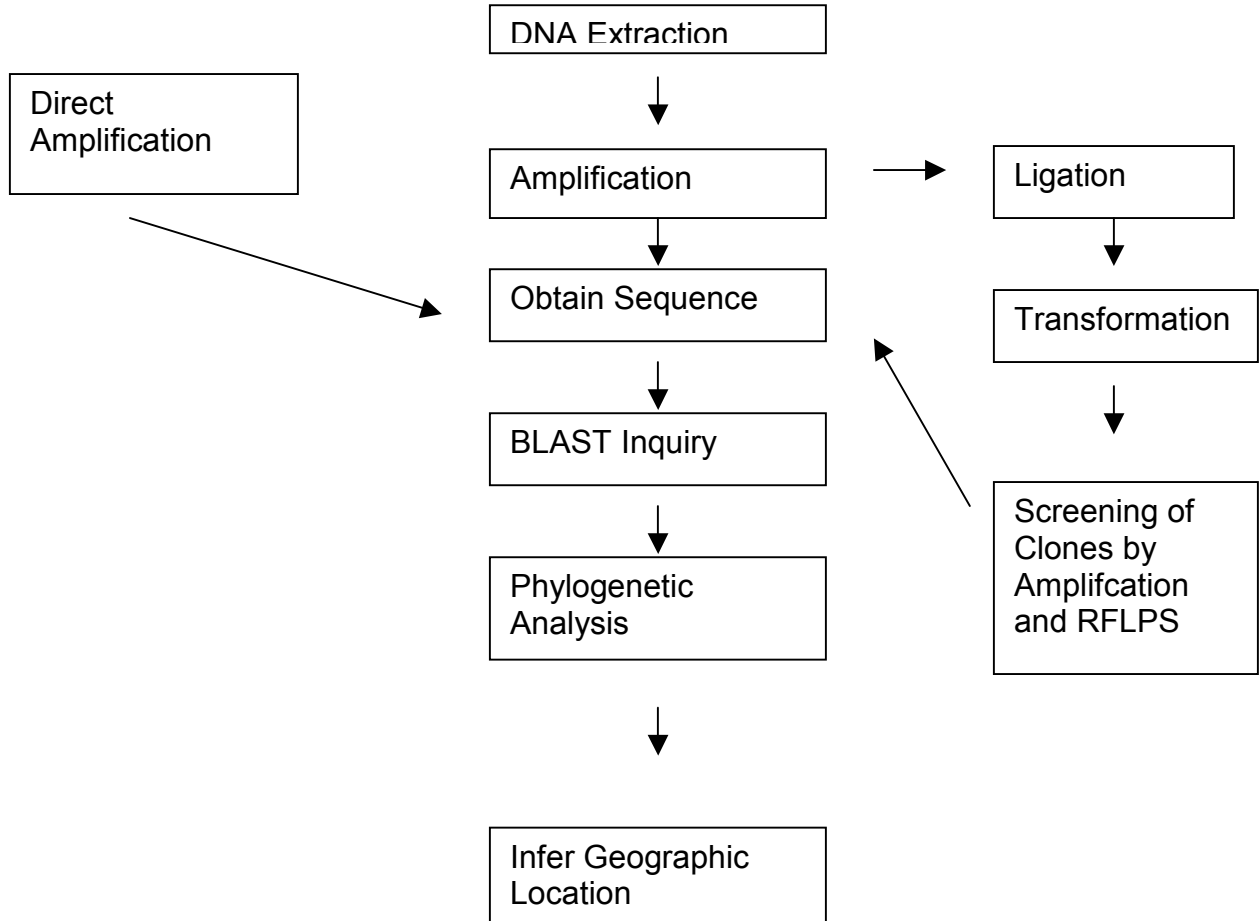 DNA Extraction
Direct
Amplification
Amplification
Ligation
Obtain Sequence
Transformation
BLAST Inquiry
Screening of
Clones by
Amplifcation
and RFLPS
Phylogenetic
Analysis
Infer Geographic
Location